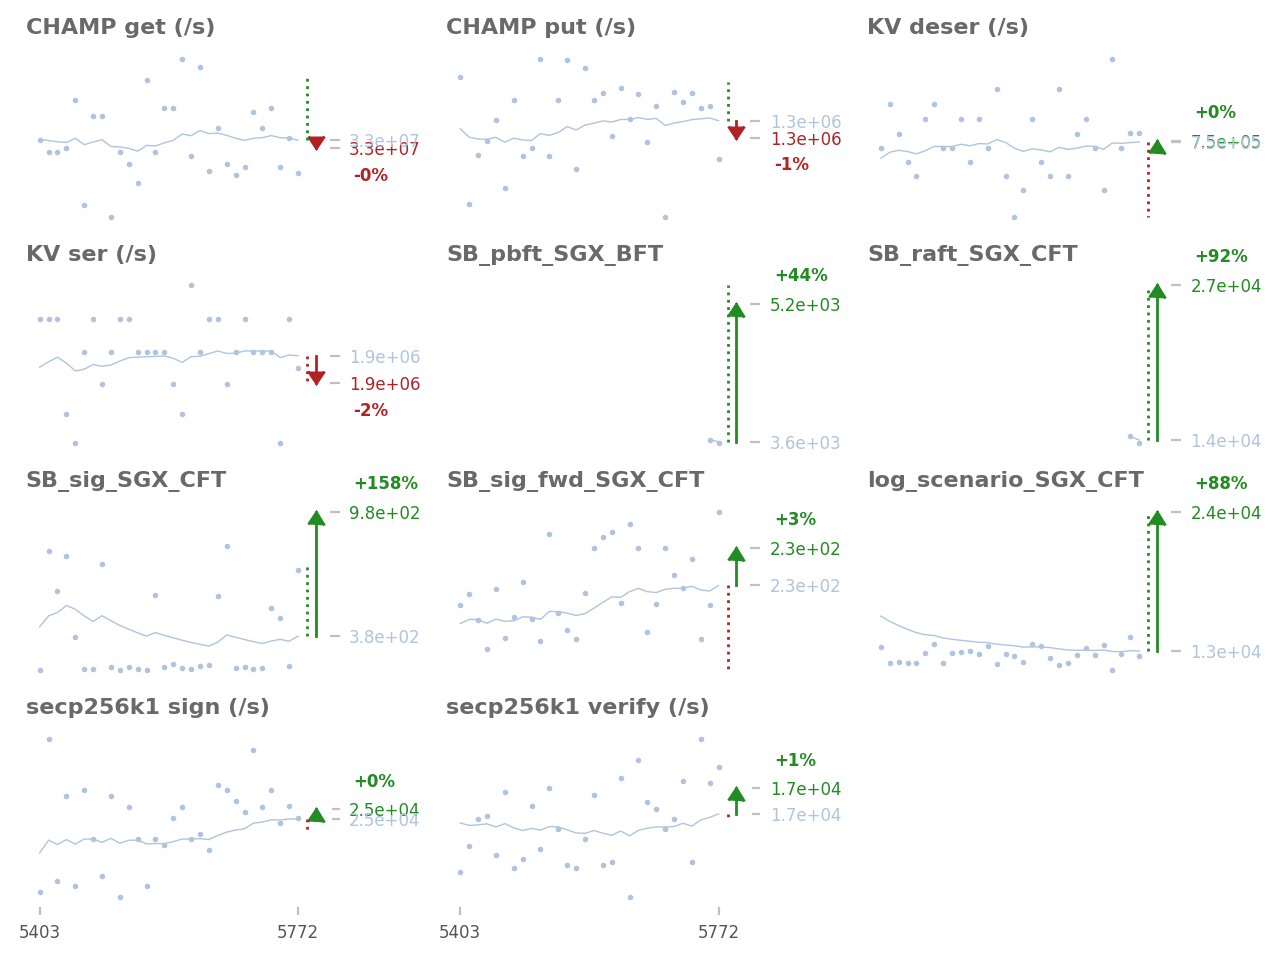 CHAMP get (/s)
3.3e+07
3.3e+07
-0%
CHAMP put (/s)
1.3e+06
1.3e+06
-1%
KV deser (/s)
+0%
7.5e+05
KV ser (/s)
1.9e+06
1.9e+06
-2%
SB_pbft_SGX_BFT
+44%
5.2e+03
3.6e+03
SB_raft_SGX_CFT
+92%
2.7e+04
1.4e+04
SB_sig_SGX_CFT
+158%
9.8e+02
3.8e+02
SB_sig_fwd_SGX_CFT
+3%
2.3e+02
2.3e+02
log_scenario_SGX_CFT
+88%
2.4e+04
1.3e+04
secp256k1 sign (/s)
+0%
2.5e+04
2.5e+04
5403
5772
secp256k1 verify (/s)
+1%
1.7e+04
1.7e+04
5403
5772